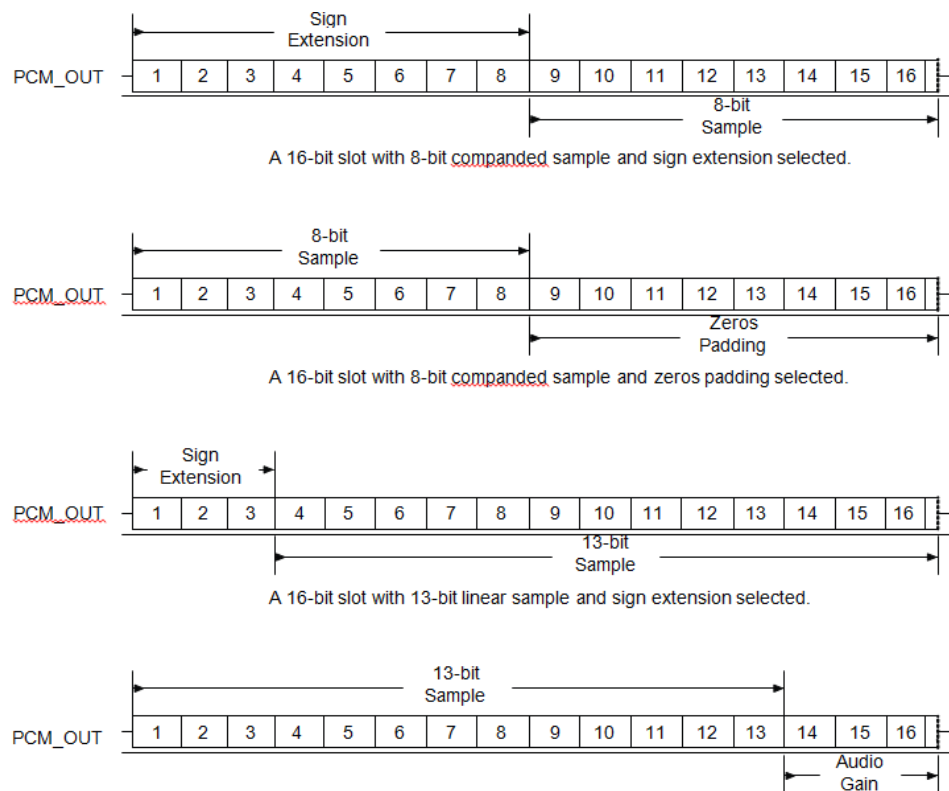 Sign
Extension
PCM_OUT 1 2 3 4 5 6 7 8 9 10 11 12 13 14 15 16
8-bit
Sample
A 16-bit slot with 8-bit companded sample and sign extension selected.
8-bit
Sample
PCM_OUT 1 2 3 4 5 6 7 8 9 10 11 12 13 14 15 16
Zeros
Padding
A 16-bit slot with 8-bit companded sample and zeros padding selected.
Sign
Extension
PCM_OUT 1 2 3 4 5 6 7 8 9 10 11 12 13 14 15 16
13-bit
Sample
A 16-bit slot with 13-bit linear sample and sign extension selected.
13-bit
Sample
PCM_OUT 1 2 3 4 5 6 7 8 9 10 11 12 13 14 15 16
Audio
Gain